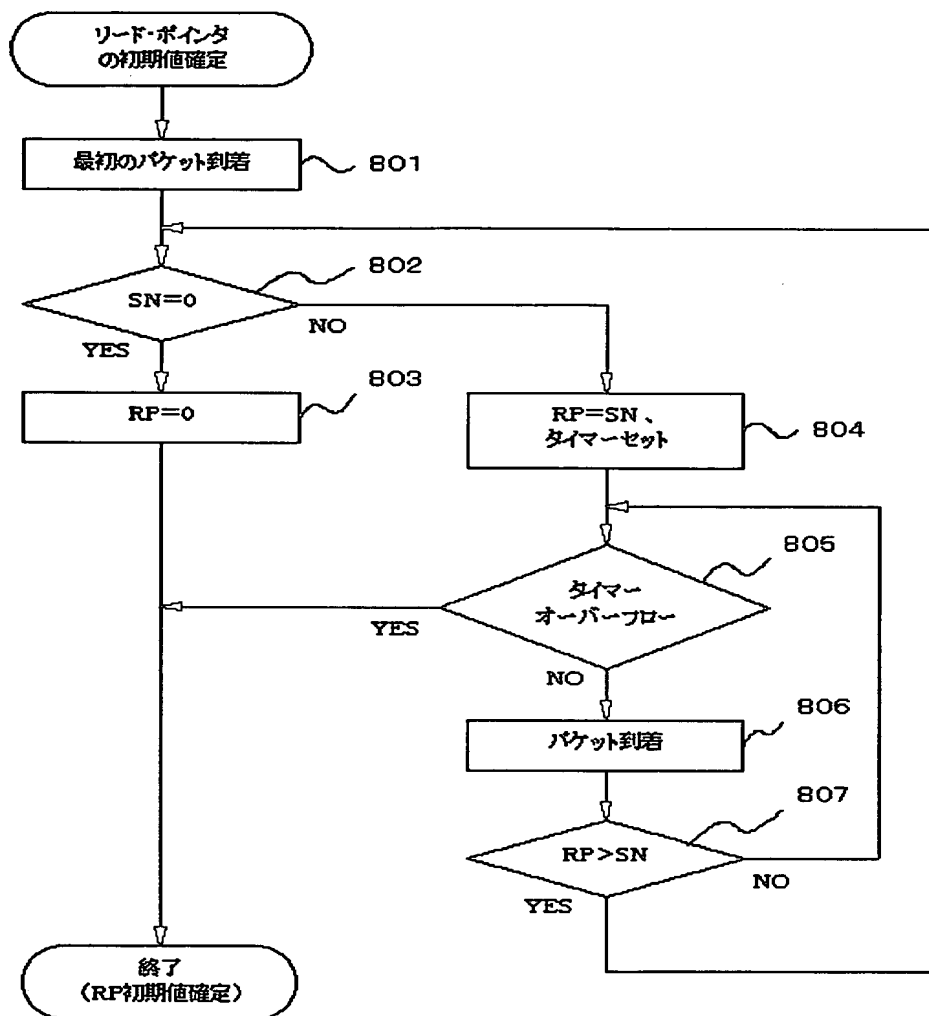 リード・ポインタ
の初期値確定
最初のパケット到着
801
802
SN=0
NO
YES
803
RP=0
RP=SN、
タイマーセット
804
805
タイマー
オーバーフロー
YES
NO
806
パケット到着
807
RP>SN
NO
YES
終了
(RP初期値確定)